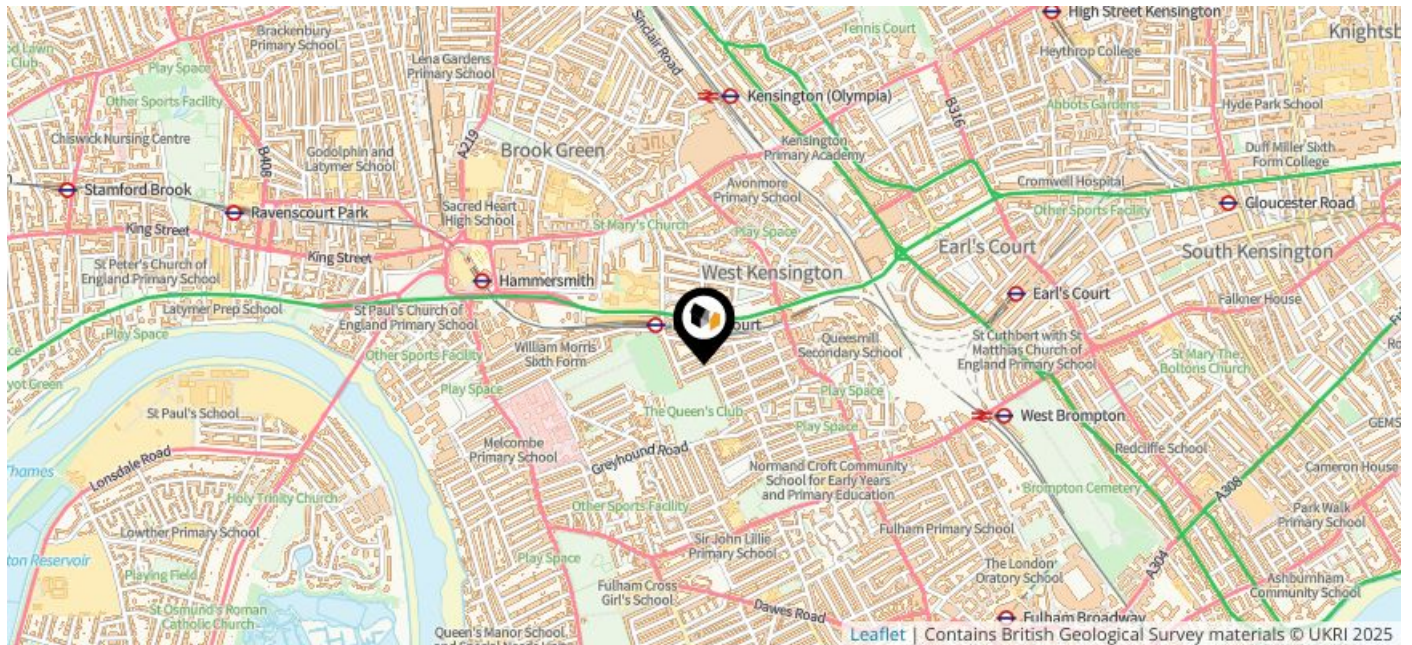 High Street Kensington
Brackenbury
Primary School
Lena Gardens
Primary School
Sinclair Road
Tennis Court
Heythrop College
Play Space
Kensington (Olympia)
Abbots Gardens
Hyde Park School
Other Sports Facility
B316
Chiswick Nursing Centre
A219
Brook Green
Kensington
Primary Academy
Duff Miller Sixth
Form College
B408
Godolphin and
Latymer School
Avonmore
Primary School
Cromwell Hospital
Stamford Brook
Ravenscourt Park
Sacred Heart
High School
St Mary's Church
Play Space
Other Sports Facility
Gloucester Road
King Street
King Street
Earl's Court
South Kensington
St Peter's Church of
England Primary School
Hammersmith
West Kensington
Earl's Court
Falkner House
Latymer Prep School
St Paul's Church of
England Primary School
Play Space
Other Sports Facility
William Morris
Sixth Form
Queesmill
Secondary School
St Cuthbert with St
Matthias Church of
England Primary School
St Mary The
Boltons Church
Play Space
Play Space
St Paul's School
The Queen's Club
Play Space
West Brompton
Melcombe
Primary School
Greyhound Road
Redcliffe School
Lonsdale Road
Thames
Normand Croft Community
School for Early Years
and Primary Education
Brompton Cemetery
Cameron House
Holy Trinity Church
Other Sports Facility
A308
Park Walk
Primary School
Lowther Primary School
Fulham Primary School
Sir John Lillie
Primary School
Play Space
The London
Oratory School
A304
Playing Field
Fulham Cross
Girl's School
Ashburnham
Community School
St Osmund's Roman
Catholic Church
Dawes Road
Fulham Broadway
Queen's Manor School
Leaflet | Contains British Geological Survey materials © UKRI 2025